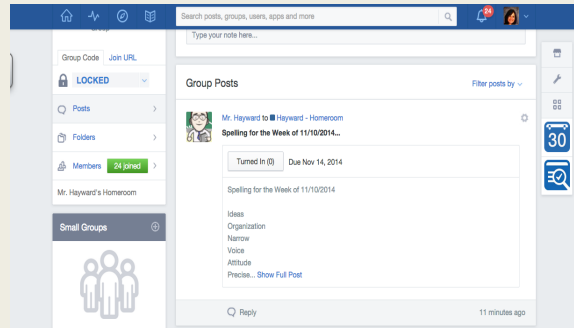 Search posts, groups, users, apps and more
24
Type your note here...
Group Code Join URL
LOCKED
Posts
Folders
Members 24 joined
Mr. Hayward's Homeroom
Small Groups
Group Posts
Filter posts by
Mr. Hayward to Hayward - Homeroom
Spelling for the Week of 11/10/2014...
Turned In (0) Due Nov 14, 2014
Spelling for the Week of 11/10/2014
Ideas
Organization
Narrow
Voice
Attitude
Precise... Show Full Post
Reply
11 minutes ago
30